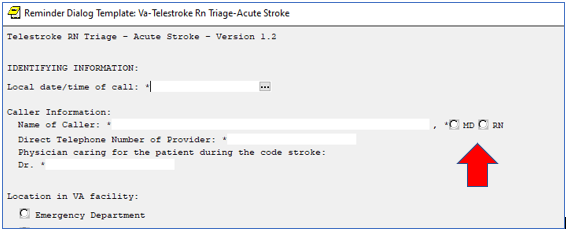 Reminder Dialog Template: Va-Telestroke Rn Triage-Acute Stroke
Telestroke RN Triage - Acute Stroke - Version 1.2
IDENTIFYING INFORMATION:
Local date/time of call: * ...
Caller Information:
Name of Caller: * , * MD RN
Direct Telephone Number of Provider: *
Physician caring for the patient during the code stroke:
Dr. *
Location in VA facility:
Emergency Department